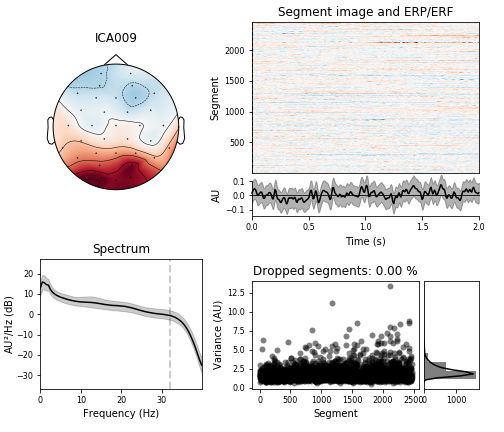 ICA009
Segment image and ERP/ERF
Segment
2000
1500
1000
500
AU
0.1
0.0
−0.1
0.0 0.5 1.0 1.5 2.0
Time (s)
Spectrum
AU²/Hz (dB)
20
10
0
−10
−20
−30
0 10 20 30
Frequency (Hz)
Dropped segments: 0.00 %
Variance (AU)
12.5
10.0
7.5
5.0
2.5
0.0
0 500 1000 1500 2000 2500
Segment
0 1000